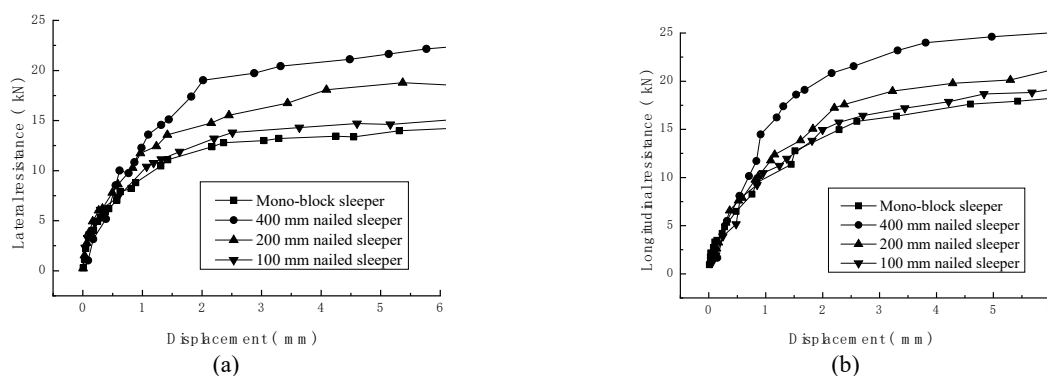 25
20
15
10
5
0
Lateral resistance ( kN)
Mono-block sleeper
400 mm nailed sleeper
200 mm nailed sleeper
100 mm nailed sleeper
0 1 2 3 4 5 6
Displacement( mm)
(a)
25
20
15
10
5
0
Longitudinal resistance ( kN)
Mono-block sleeper
400 mm nailed sleeper
200 mm nailed sleeper
100 mm nailed sleeper
0 1 2 3 4 5
Displacement( mm)
(b)